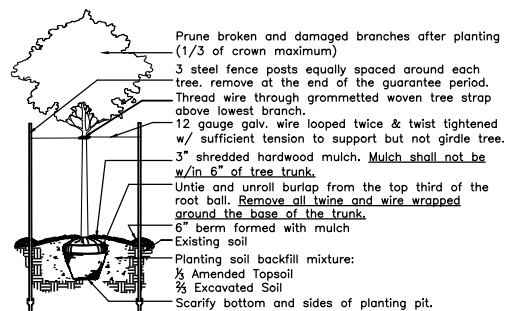 Prune broken and damaged branches after planting
(1/3 of crown maximum)
3 steel fence posts equally spaced around each
tree. remove at the end of the guarantee period.
Thread wire through grommetted woven tree strap
above lowest branch.
12 gauge galv. wire looped twice & twist tightened
w/ sufficient tension to support but not girdle tree.
3" shredded hardwood mulch. Mulch shall not be
w/in 6" of tree trunk.
Untie and unroll burlap from the top third of the
root ball. Remove all twine and wire wrapped
around the base of the trunk.
6" berm formed with mulch
Existing soil
Planting soil backfill mixture:
⅓ Amended Topsoil
⅔ Excavated Soil
Scarify bottom and sides of planting pit.